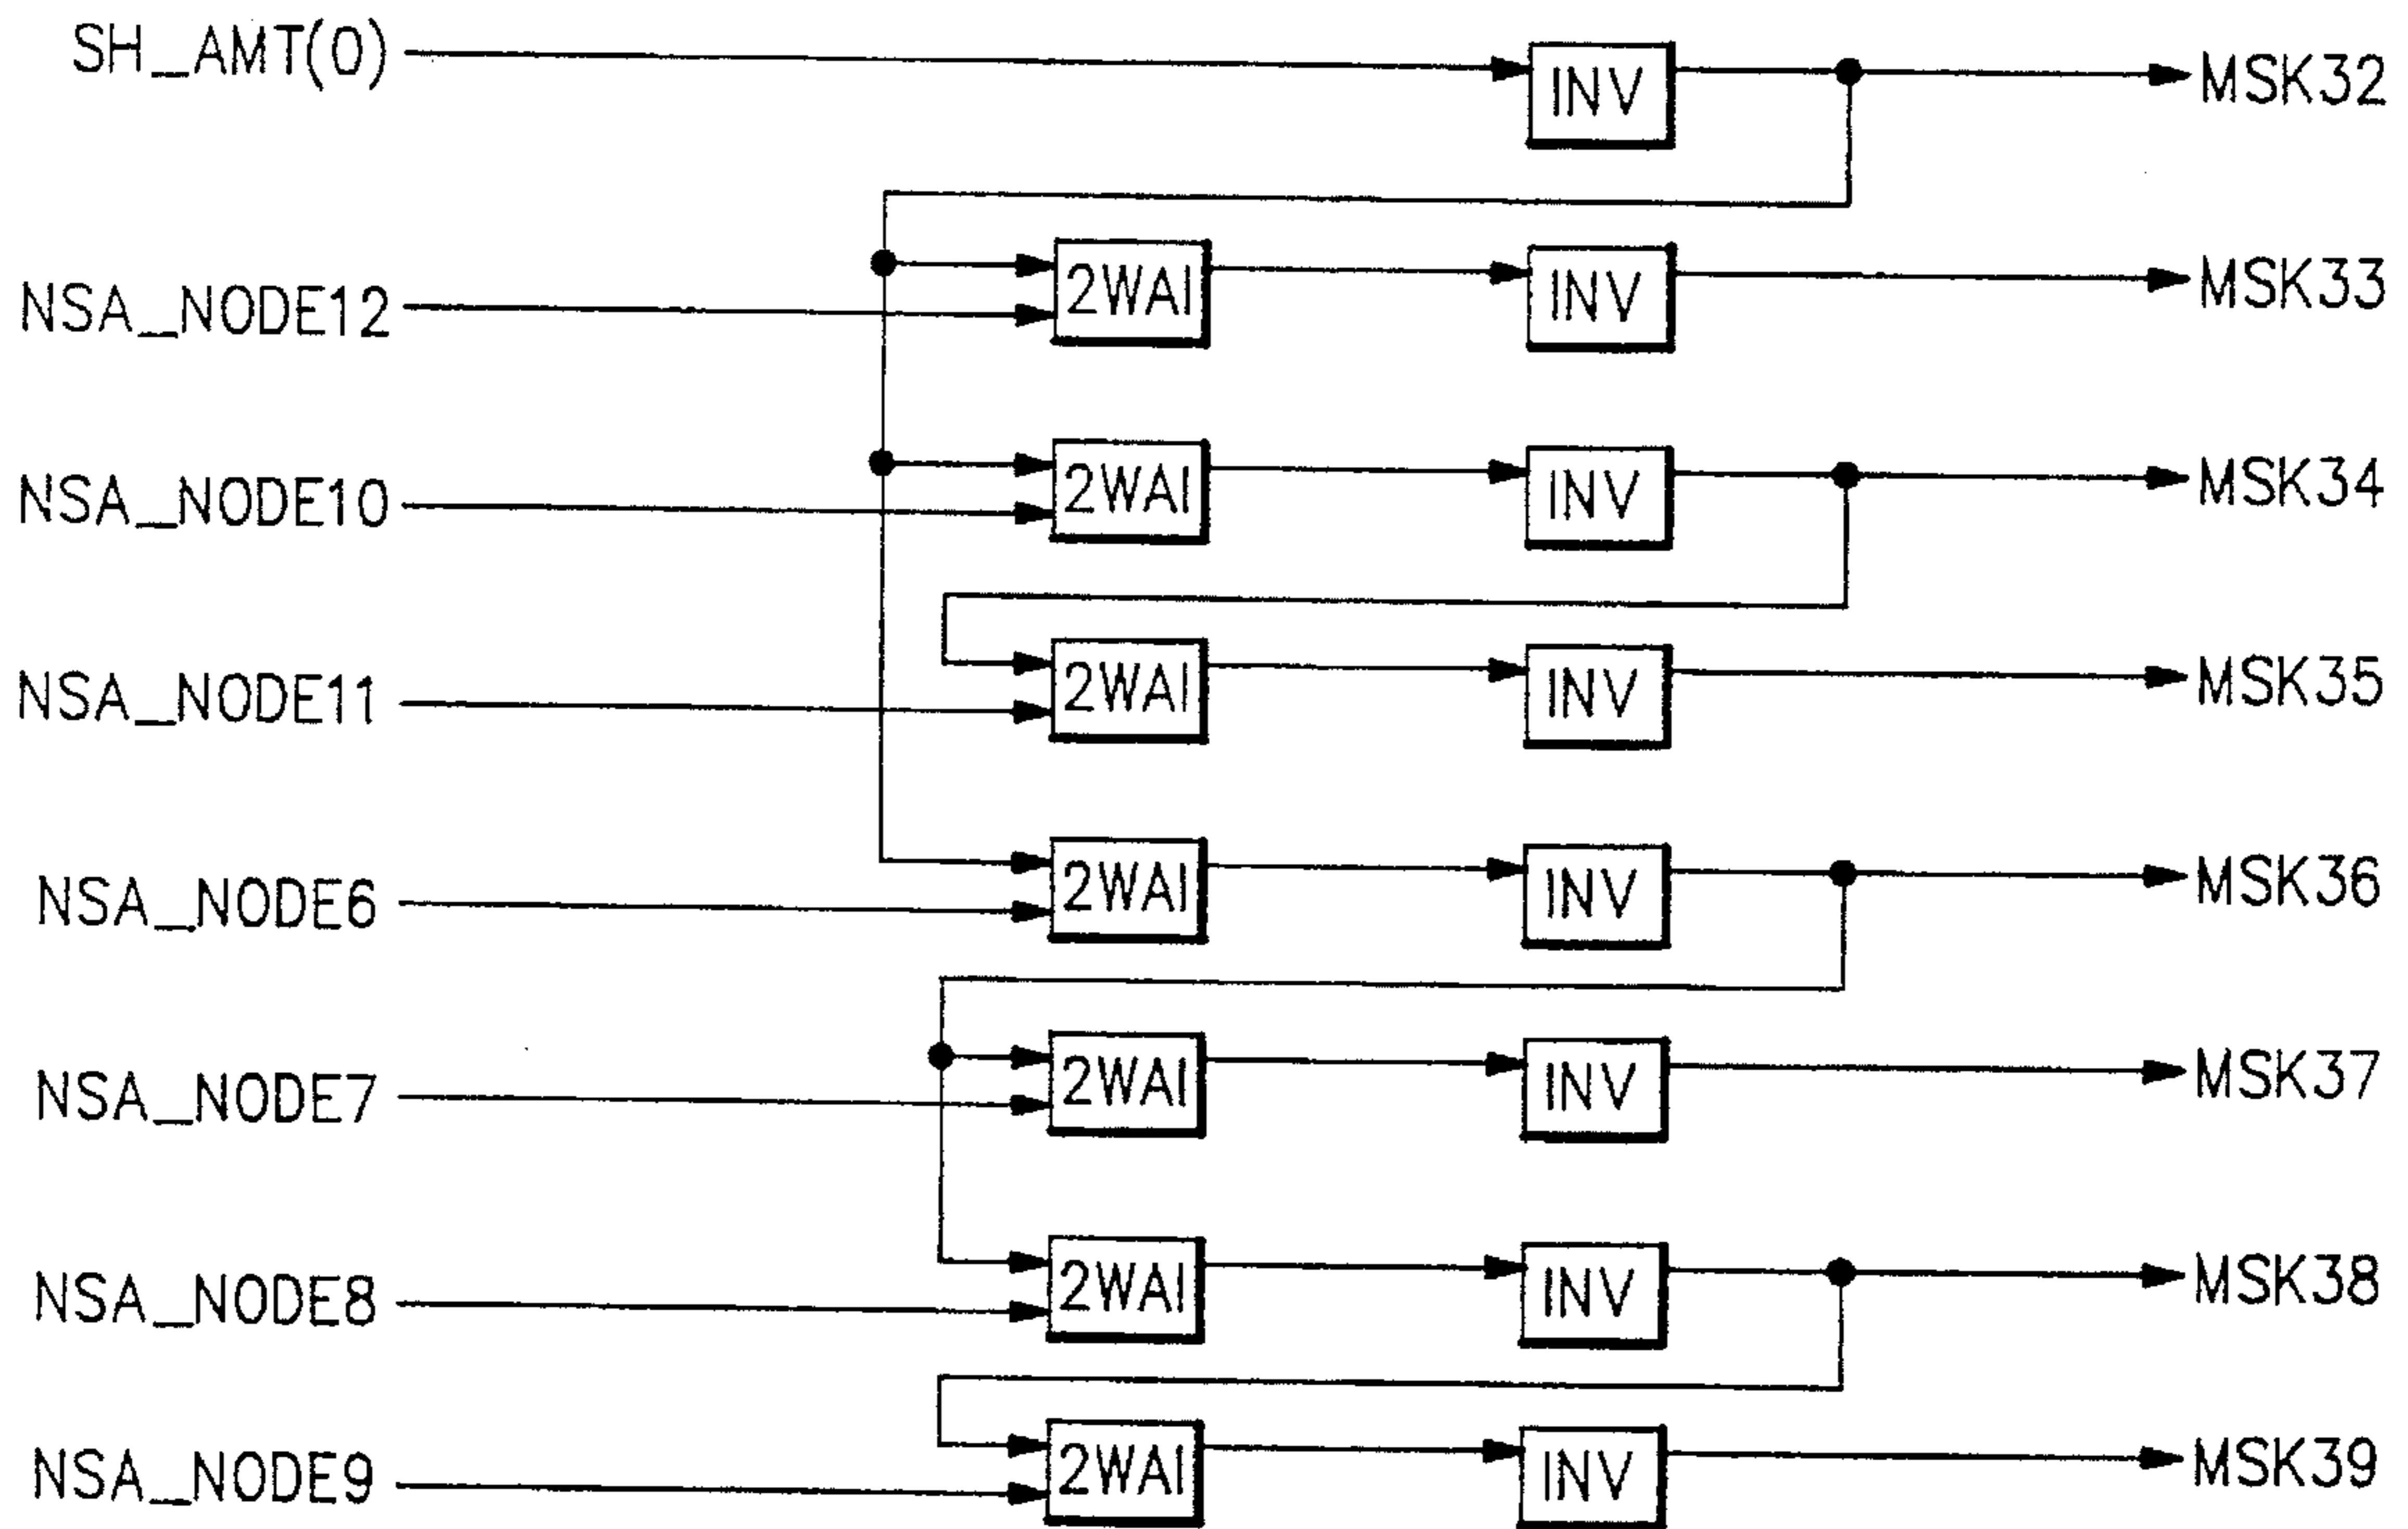 SH_AMT(0) INV MSK32
NSA_NODE12 2WAI INV MSK33
NSA_NODE10 2WAI INV MSK34
NSA_NODE11 2WAI INV MSK35
NSA_NODE6 2WAI INV MSK36
NSA_NODE7 2WAI INV MSK37
NSA_NODE8 2WAI INV MSK38
NSA_NODE9 2WAI INV MSK39